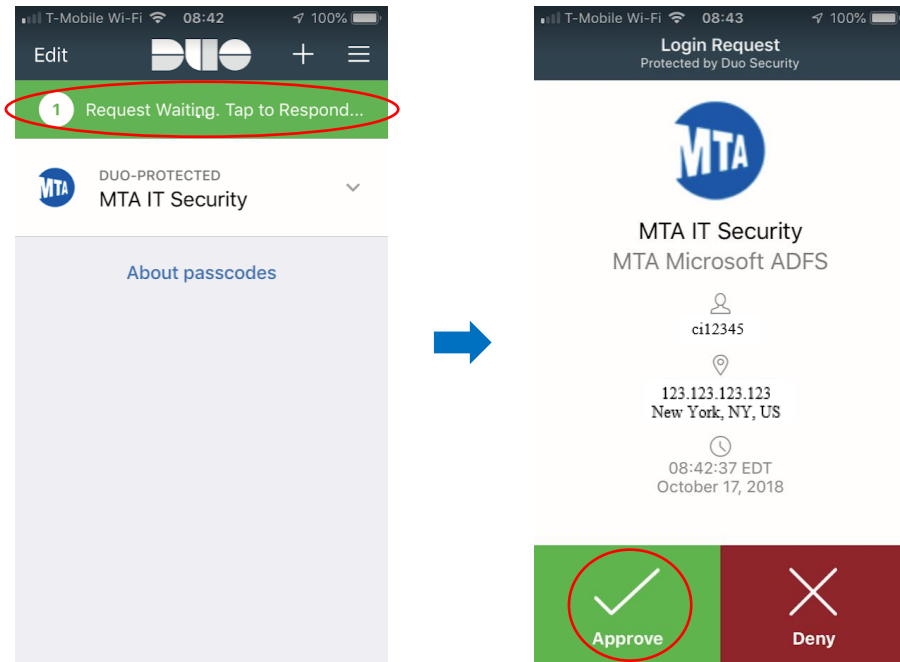 T-Mobile Wi-Fi 08:42 100%
Edit DUO
1 Request Waiting. Tap to Respond...
MTA
DUO-PROTECTED
MTA IT Security
About passcodes
T-Mobile Wi-Fi 08:43 100%
Login Request
Protected by Duo Security
MTA
MTA IT Security
MTA Microsoft ADFS
ci12345
123.123.123.123
New York, NY, US
08:42:37 EDT
October 17, 2018
Approve Deny